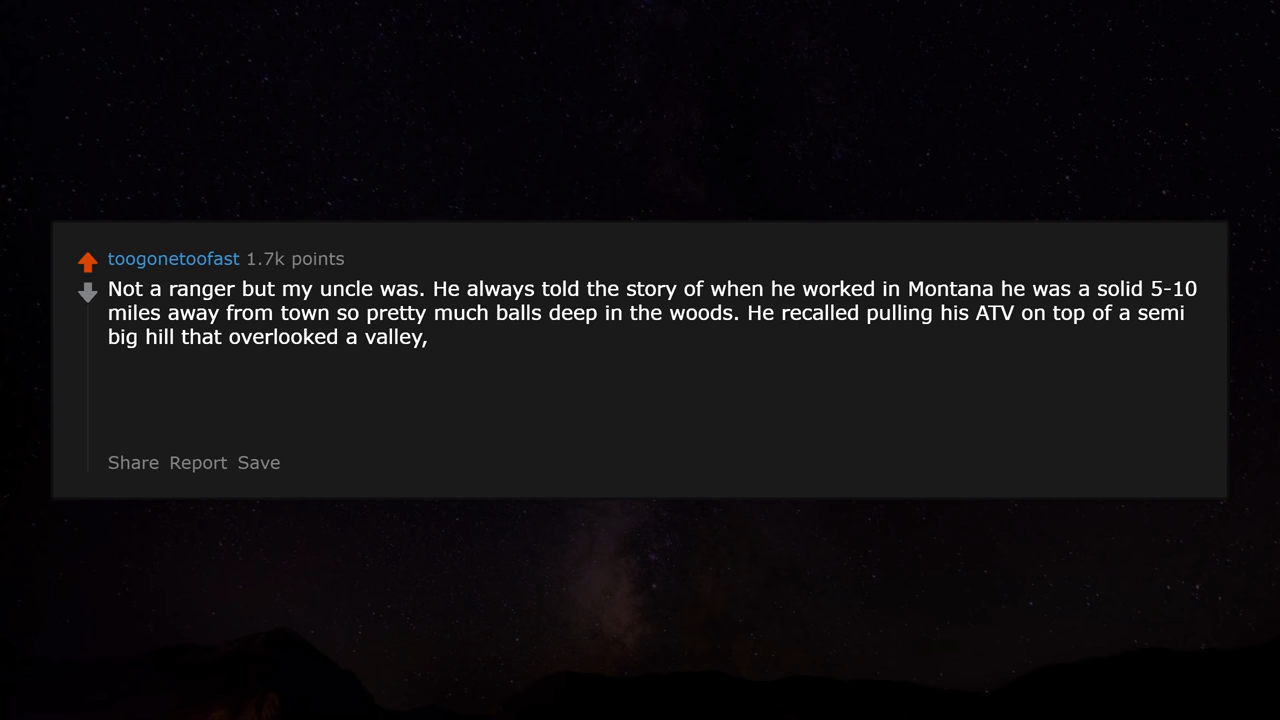 toogonetoofast 1.7k points
Not a ranger but my uncle was. He always told the story of when he worked in Montana he was a solid 5-10
miles away from town so pretty much balls deep in the woods. He recalled pulling his ATV on top of a semi
big hill that overlooked a valley,
Share Report Save